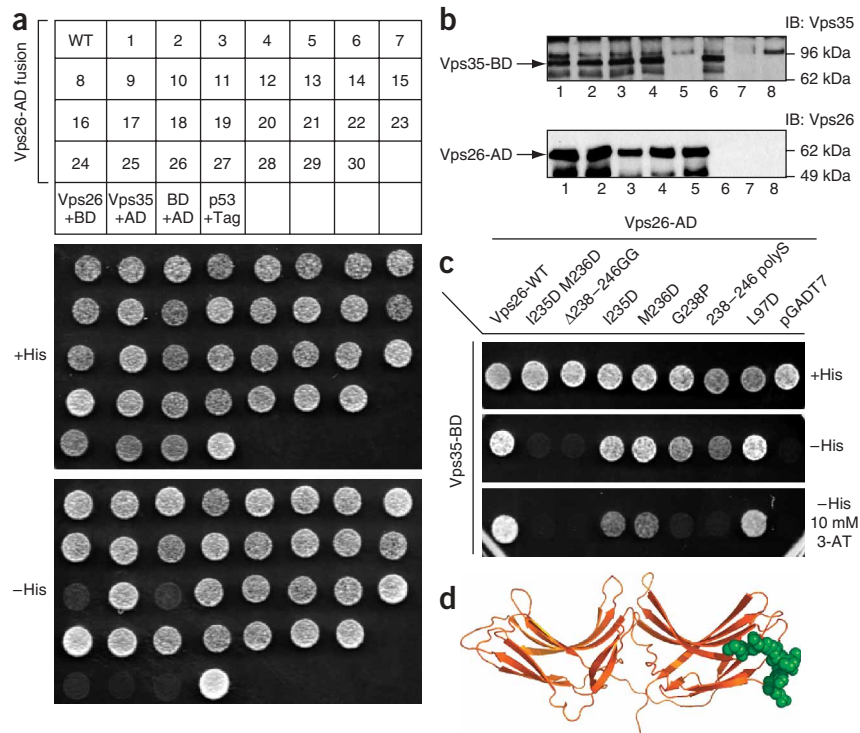 a
Vps26-AD fusion
WT 1 2 3 4 5 6 7
8 9 10 11 12 13 14 15
16 17 18 19 20 21 22 23
24 25 26 27 28 29 30
Vps26 +BD Vps35 +AD BD +AD p53 +Tag
+His
–His
b
IB: Vps35
Vps35-BD
96 kDa
62 kDa
1 2 3 4 5 6 7 8
IB: Vps26
Vps26-AD
62 kDa
49 kDa
1 2 3 4 5 6 7 8
c
Vps26-AD
Vps26-WT
I235D M236D
Δ238–246GG
I235D
M236D
G238P
238–246 polyS
L97D
pGADT7
Vps35-BD
+His
–His
–His
10 mM
3-AT
d